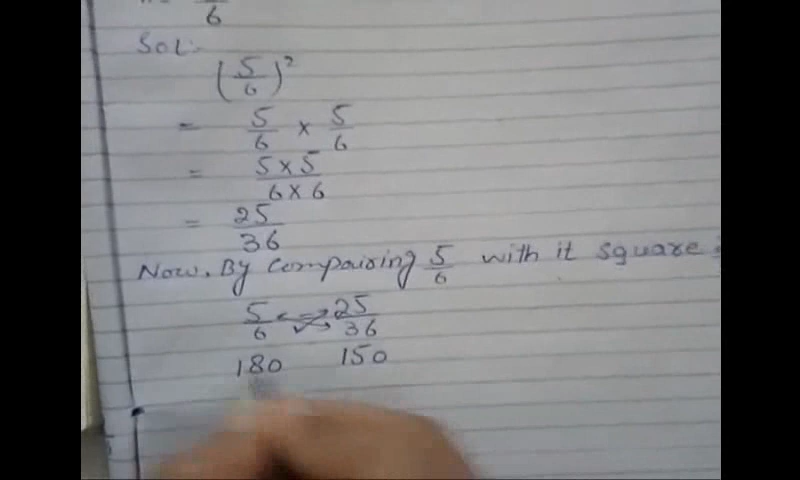 6
Sol:
(5/6)²
= 5/6 × 5/6
= 5×5/6×6
= 25/36
Now. By Compairing 5/6 with it square
5/6 25/36
180 150